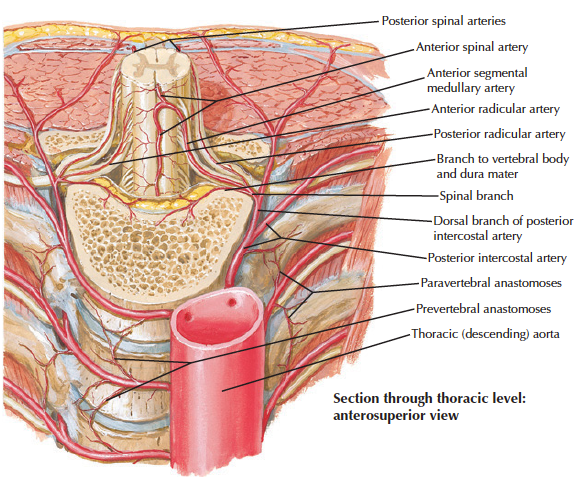 Posterior spinal arteries
Anterior spinal artery
Anterior segmental
medullary artery
Anterior radicular artery
Posterior radicular artery
Branch to vertebral body
and dura mater
Spinal branch
Dorsal branch of posterior
intercostal artery
Posterior intercostal artery
Paravertebral anastomoses
Prevertebral anastomoses
Thoracic (descending) aorta
Section through thoracic level:
anterosuperior view